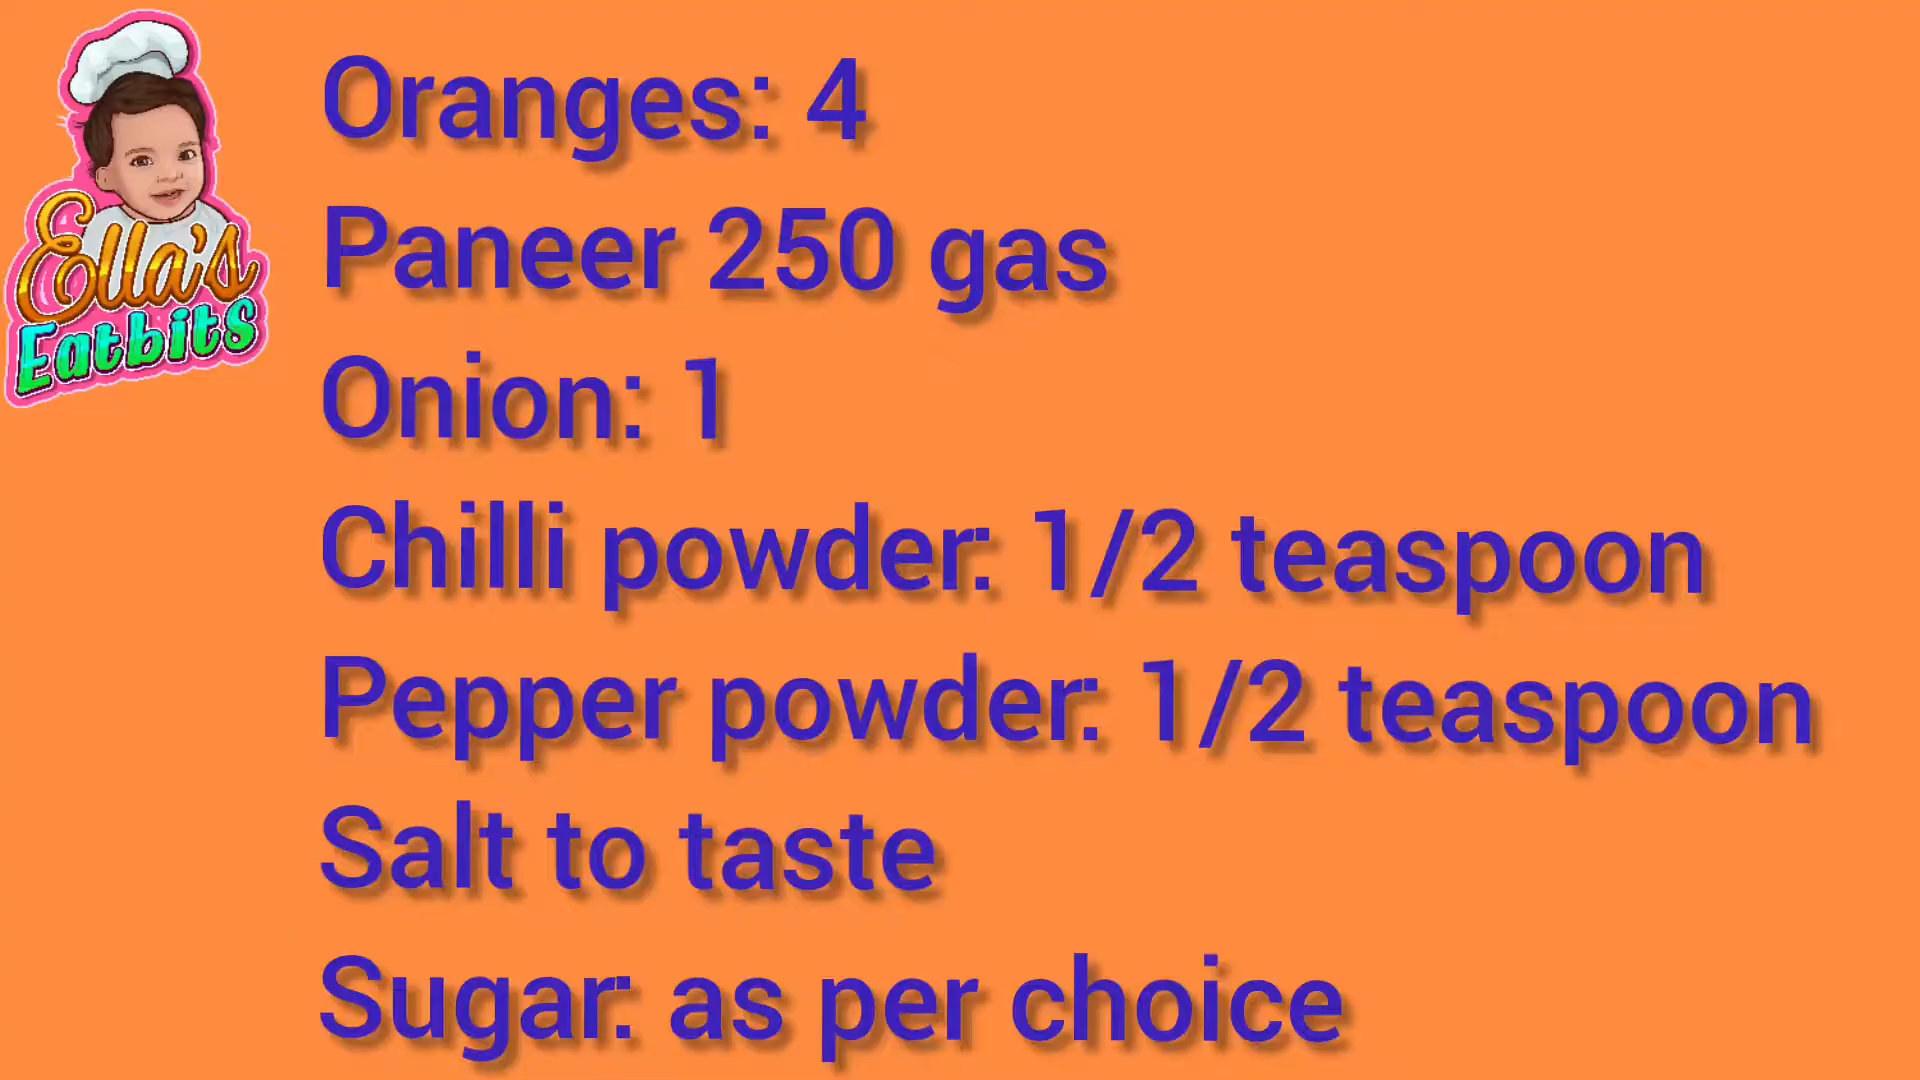 Ella's
Eatbits
Oranges: 4
Paneer 250 gas
Onion: 1
Chilli powder: 1/2 teaspoon
Pepper powder: 1/2 teaspoon
Salt to taste
Sugar: as per choice